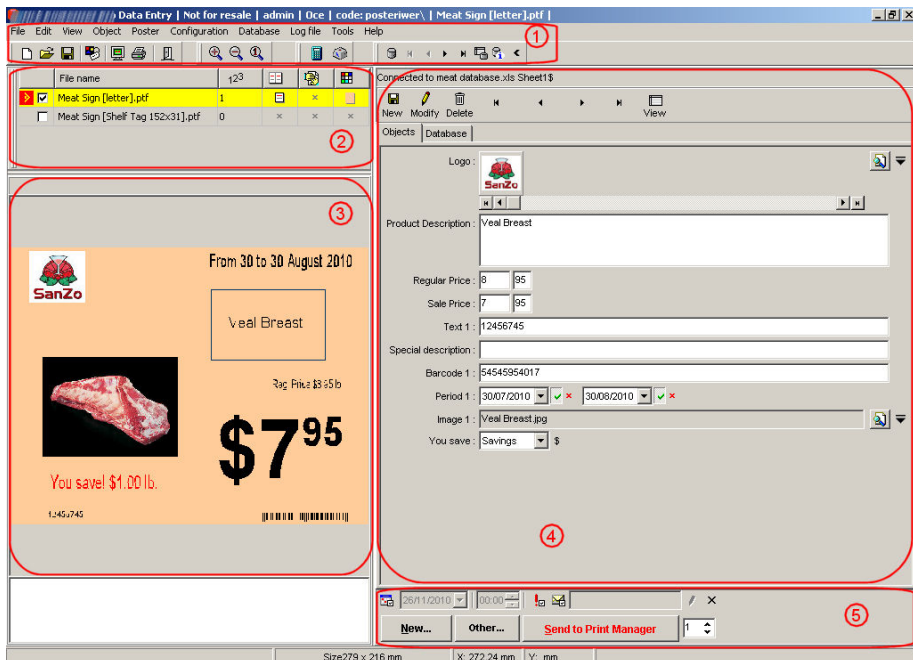 Data Entry | Not for resale | admin | Oce | code: posteriwer\ | Meat Sign [letter].ptf |
File Edit View Object Poster Configuration Database Log file Tools Help
1
File name 123
Meat Sign [letter].ptf 1
Meat Sign [Shelf Tag 152x31].ptf 0
2
3
SanZo
From 30 to 30 August 2010
Veal Breast
Reg. Price $8.95 lb
$7 95
You save! $1.00 lb.
12456745
Connected to meat database.xls Sheet1$
New Modify Delete View
Objects Database
Logo :
SanZo
Product Description : Veal Breast
Regular Price : 8 95
Sale Price : 7 95
Text 1 : 12456745
Special description :
Barcode 1 : 54545954017
Period 1 : 30/07/2010 30/08/2010
Image 1 : Veal Breast.jpg
You save : Savings $
4
26/11/2010 00:00
5
New... Other... Send to Print Manager 1
Size279 x 216 mm X: 272.24 mm Y: mm